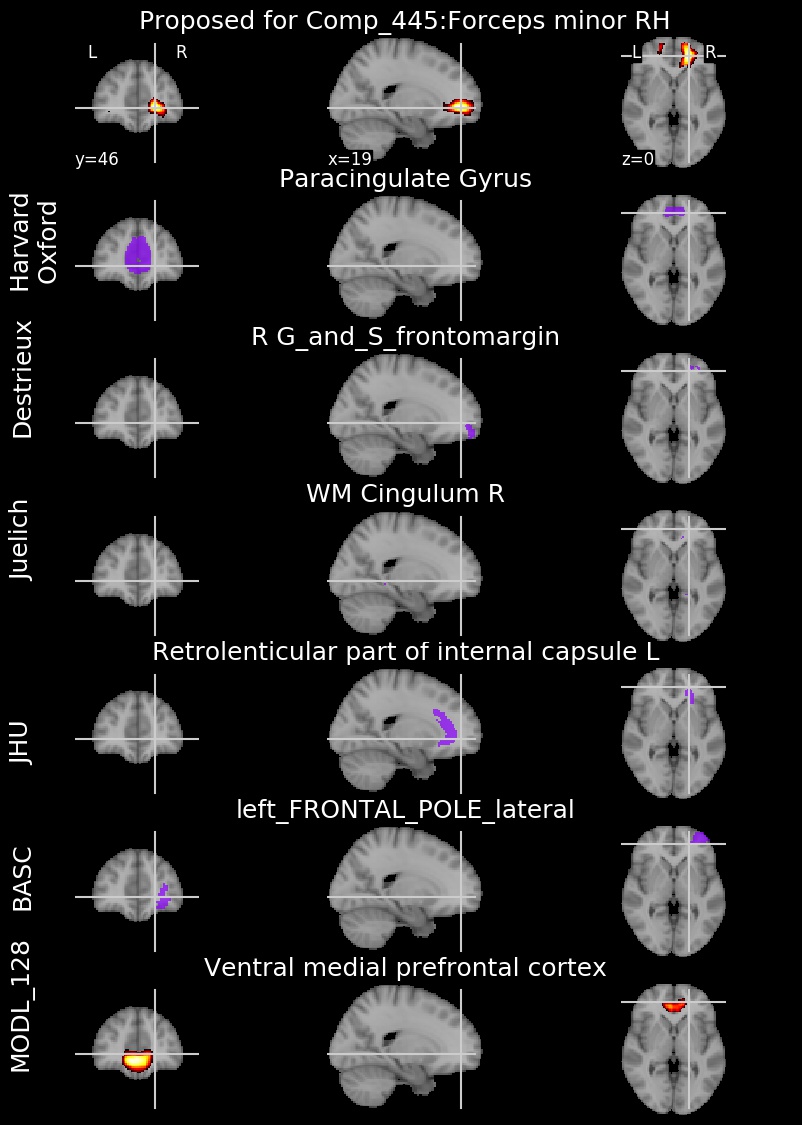 Proposed for Comp_445:Forceps minor RH
L R
L R
y=46 x=19 z=0
Paracingulate Gyrus
Harvard
Oxford
R G_and_S_frontomargin
Destrieux
WM Cingulum R
Juelich
Retrolenticular part of internal capsule L
JHU
left_FRONTAL_POLE_lateral
BASC
Ventral medial prefrontal cortex
MODL_128